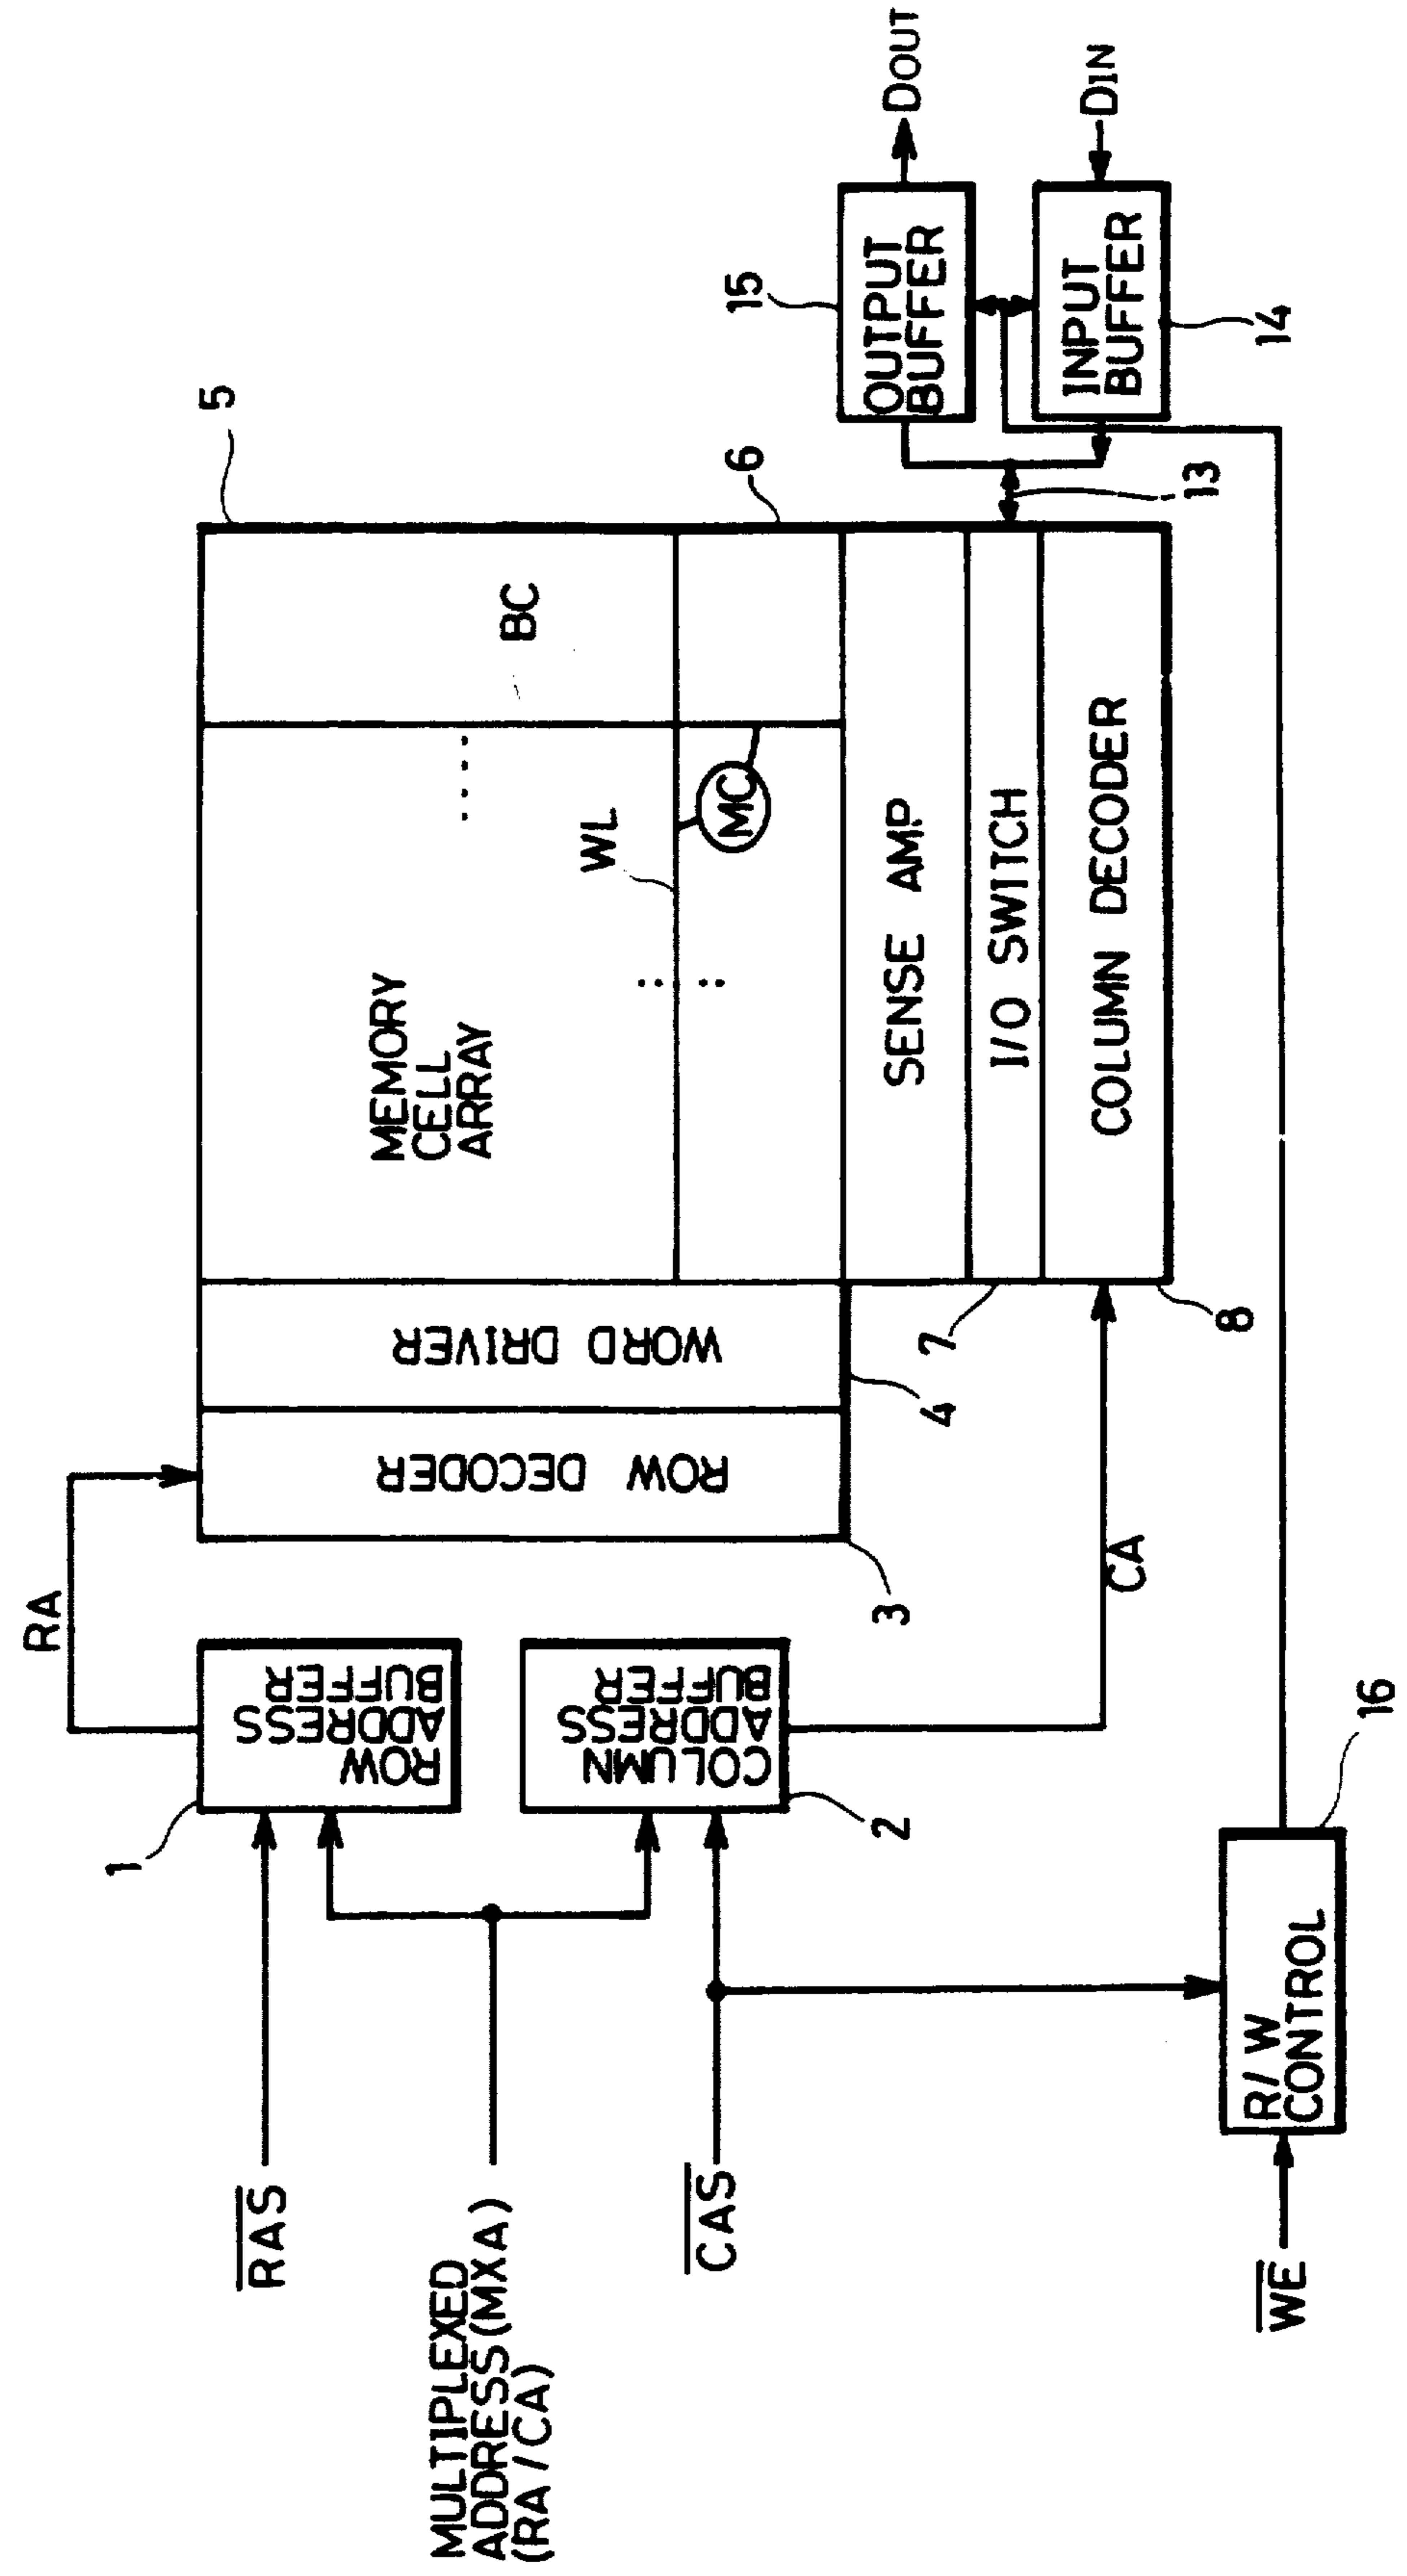 RAS
MULTIPLEXED
ADDRESS (MXA)
(RA/CA)
CAS
WE
1
ROW
ADDRESS
BUFFER
RA
2
COLUMN
ADDRESS
BUFFER
CA
16
R/W
CONTROL
3
ROW DECODER
4
WORD DRIVER
5
MEMORY
CELL
ARRAY
WL
MC
BC
6
SENSE AMP.
7
I/O SWITCH
8
COLUMN DECODER
13
15
OUTPUT
BUFFER
DOUT
14
INPUT
BUFFER
DIN